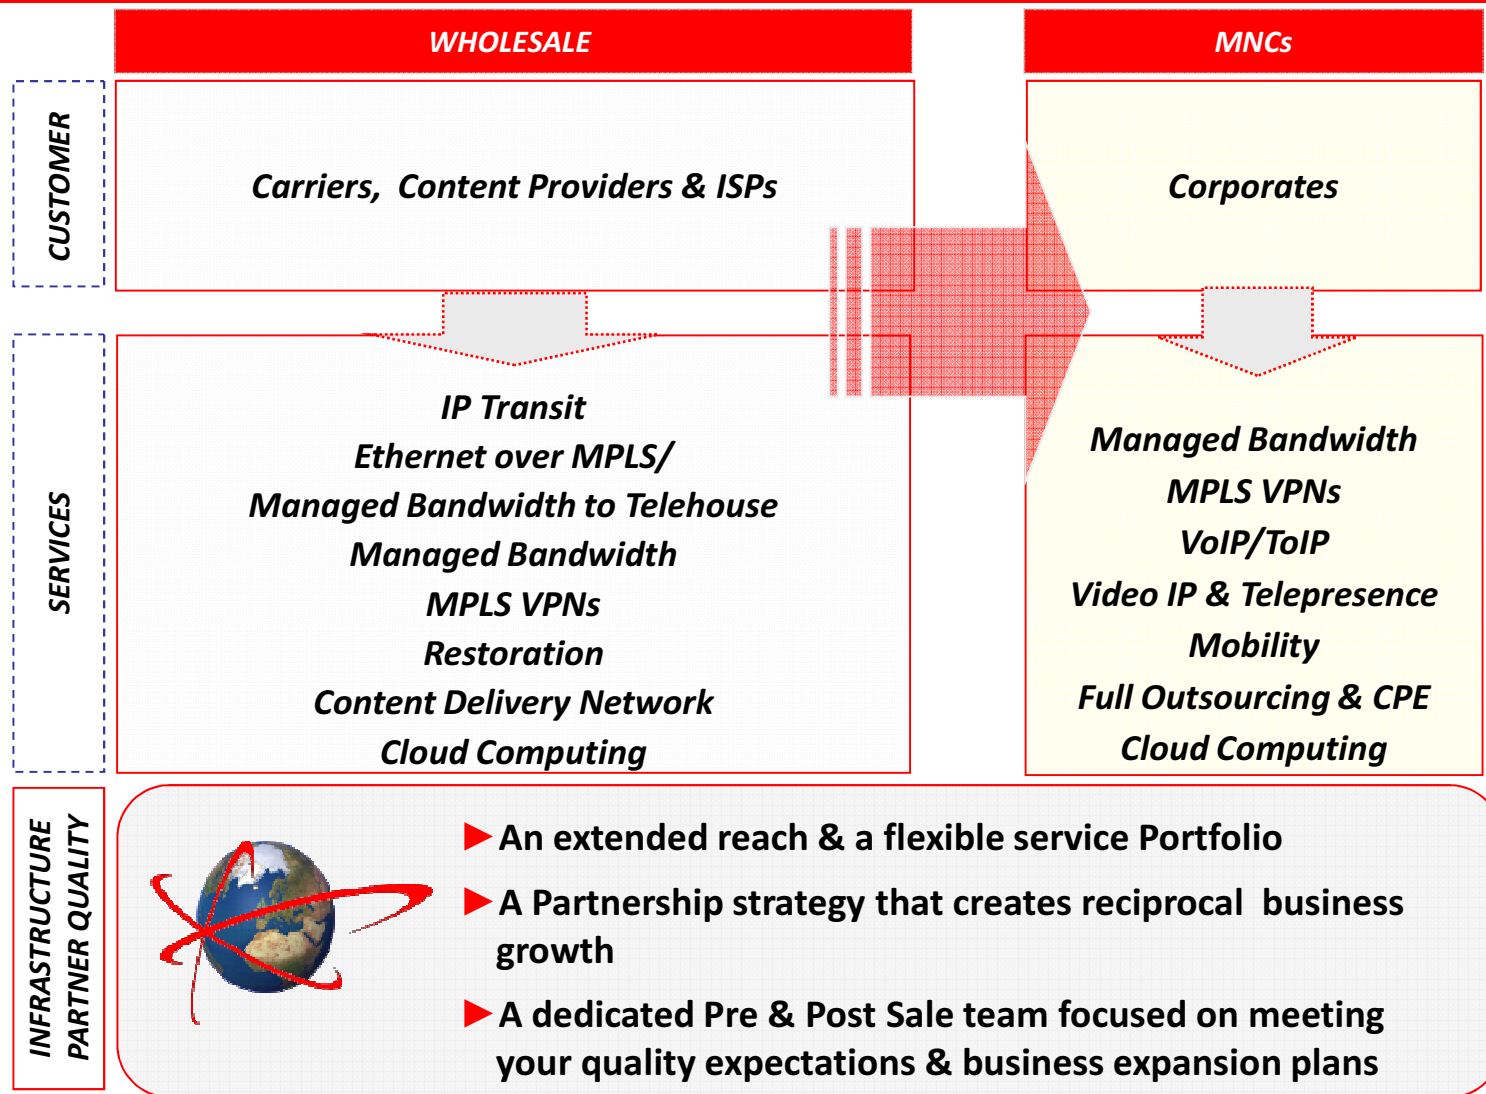 WHOLESALE
MNCs
CUSTOMER
Carriers,  Content Providers & ISPs
Corporates
SERVICES
IP Transit
Ethernet over MPLS/
Managed Bandwidth to Telehouse
Managed Bandwidth
MPLS VPNs
Restoration
Content Delivery Network
Cloud Computing
Managed Bandwidth
MPLS VPNs
VoIP/ToIP
Video IP & Telepresence
Mobility
Full Outsourcing & CPE
Cloud Computing
INFRASTRUCTURE
PARTNER QUALITY
►An extended reach & a flexible service Portfolio
►A Partnership strategy that creates reciprocal  business
growth
►A dedicated Pre & Post Sale team focused on meeting
your quality expectations & business expansion plans